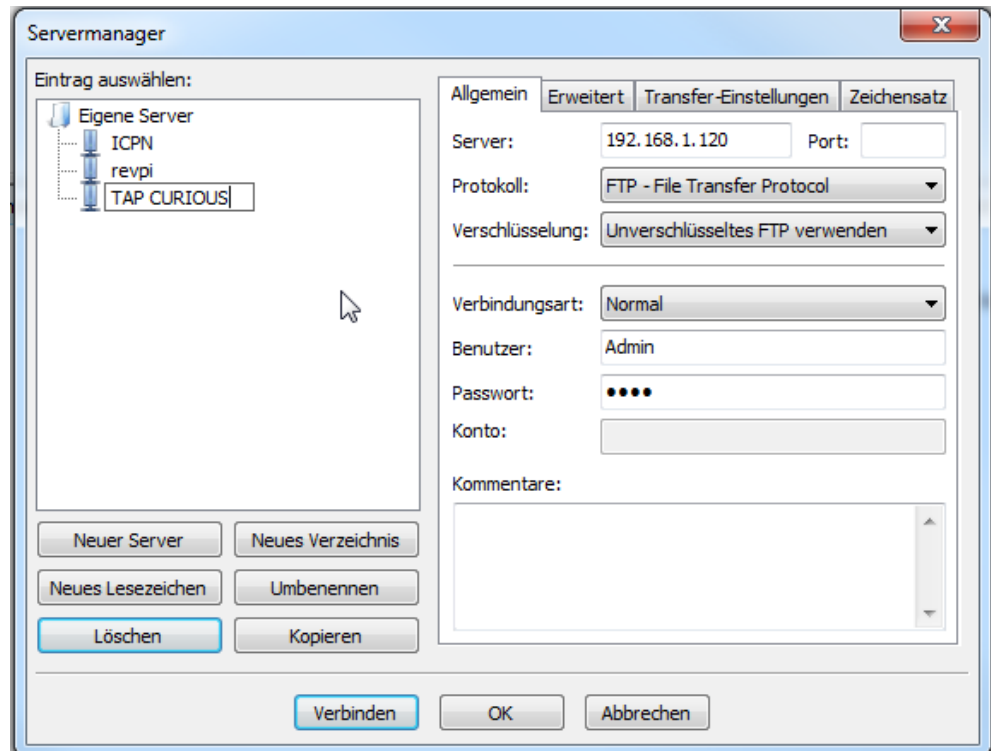 Servermanager
Eintrag auswählen:
Eigene Server
ICPN
revpi
TAP CURIOUS
Neuer Server
Neues Verzeichnis
Neues Lesezeichen
Umbenennen
Löschen
Kopieren
Allgemein
Erweitert
Transfer-Einstellungen
Zeichensatz
Server:
192.168.1.120
Port:
Protokoll:
FTP - File Transfer Protocol
Verschlüsselung:
Unverschlüsseltes FTP verwenden
Verbindungsart:
Normal
Benutzer:
Admin
Passwort:
••••
Konto:
Kommentare:
Verbinden
OK
Abbrechen